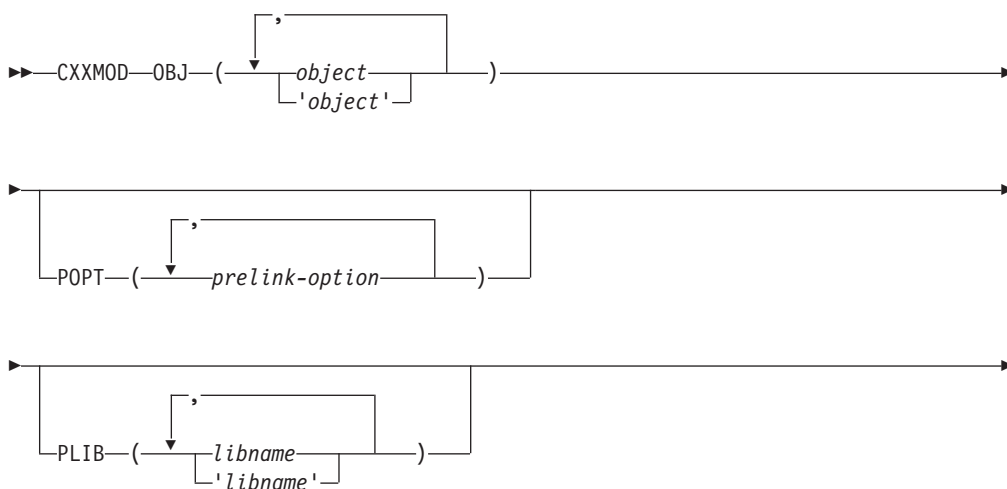 ,
CXXMOD OBJ ( object )
'object'
,
POPT ( prelink-option )
,
PLIB ( libname )
'libname'